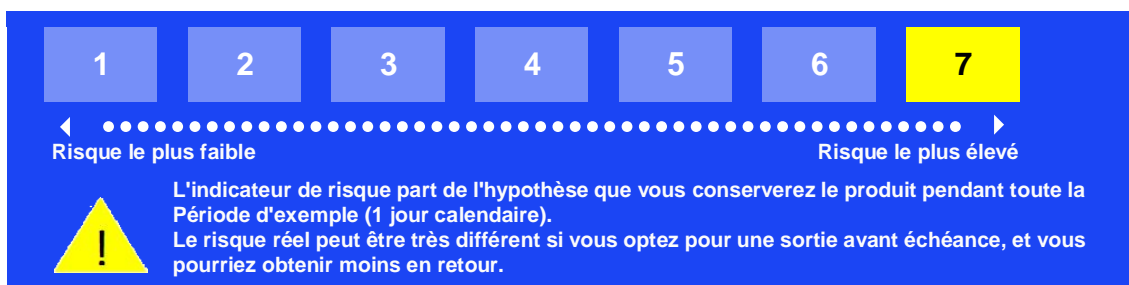 1 2 3 4 5 6 7
Risque le plus faible Risque le plus élevé
L'indicateur de risque part de l'hypothèse que vous conserverez le produit pendant toute la
Période d'exemple (1 jour calendaire).
Le risque réel peut être très différent si vous optez pour une sortie avant échéance, et vous
pourriez obtenir moins en retour.
!